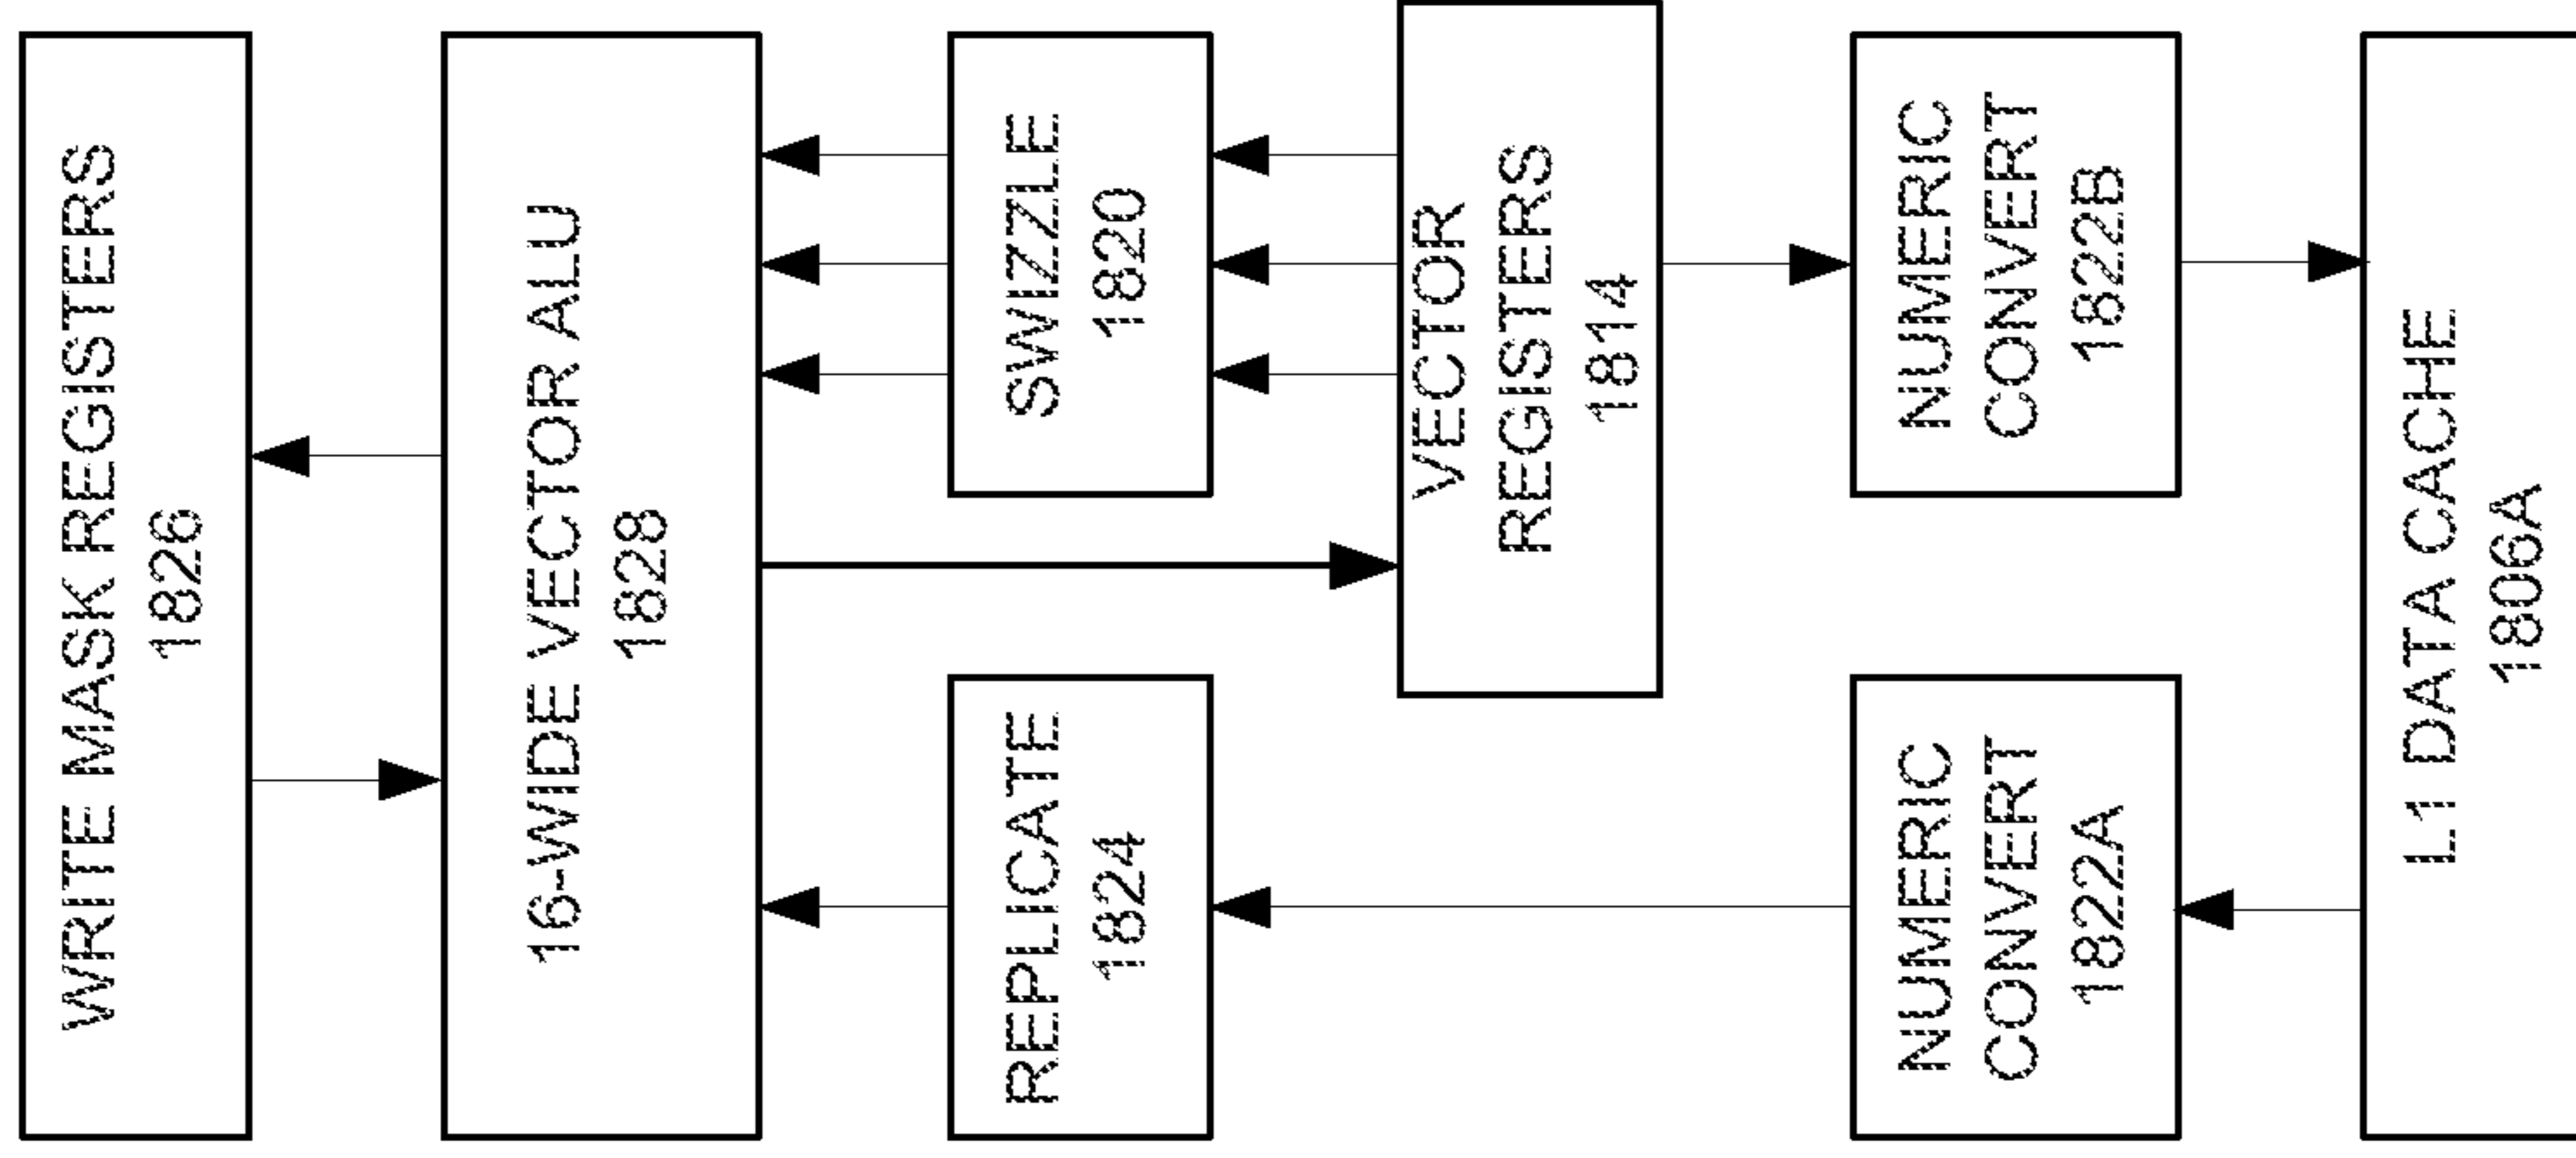 WRITE MASK REGISTERS
1826
16-WIDE VECTOR ALU
1828
REPLICATE
1824
SWIZZLE
1820
VECTOR
REGISTERS
1814
NUMERIC
CONVERT
1822A
NUMERIC
CONVERT
1822B
L1 DATA CACHE
1806A